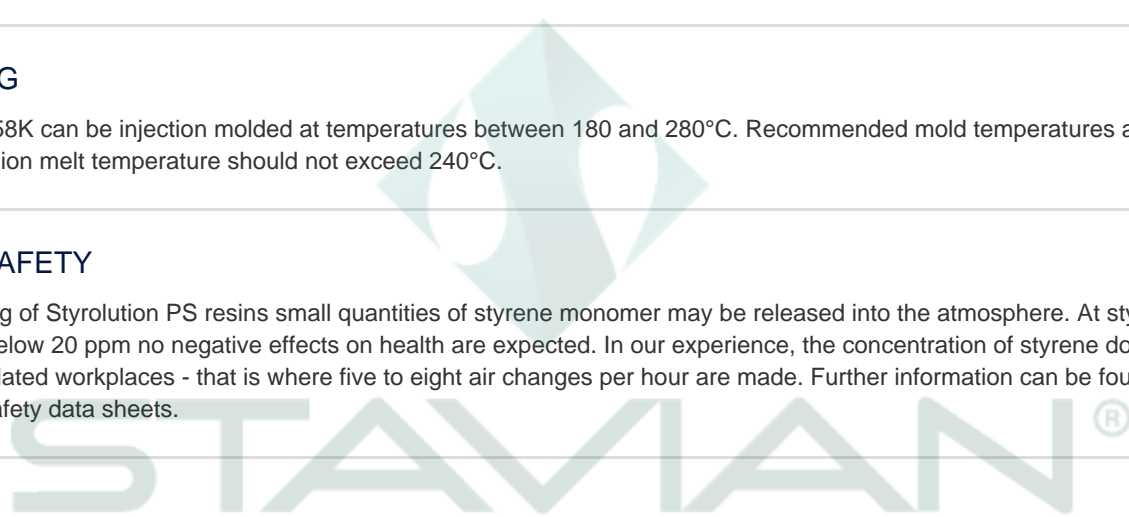 G
58K can be injection molded at temperatures between 180 and 280°C. Recommended mold temperatures a
ion melt temperature should not exceed 240°C.
AFETY
g of Styrolution PS resins small quantities of styrene monomer may be released into the atmosphere. At sty
elow 20 ppm no negative effects on health are expected. In our experience, the concentration of styrene do
lated workplaces - that is where five to eight air changes per hour are made. Further information can be fou
afety data sheets.
STAVIAN ®